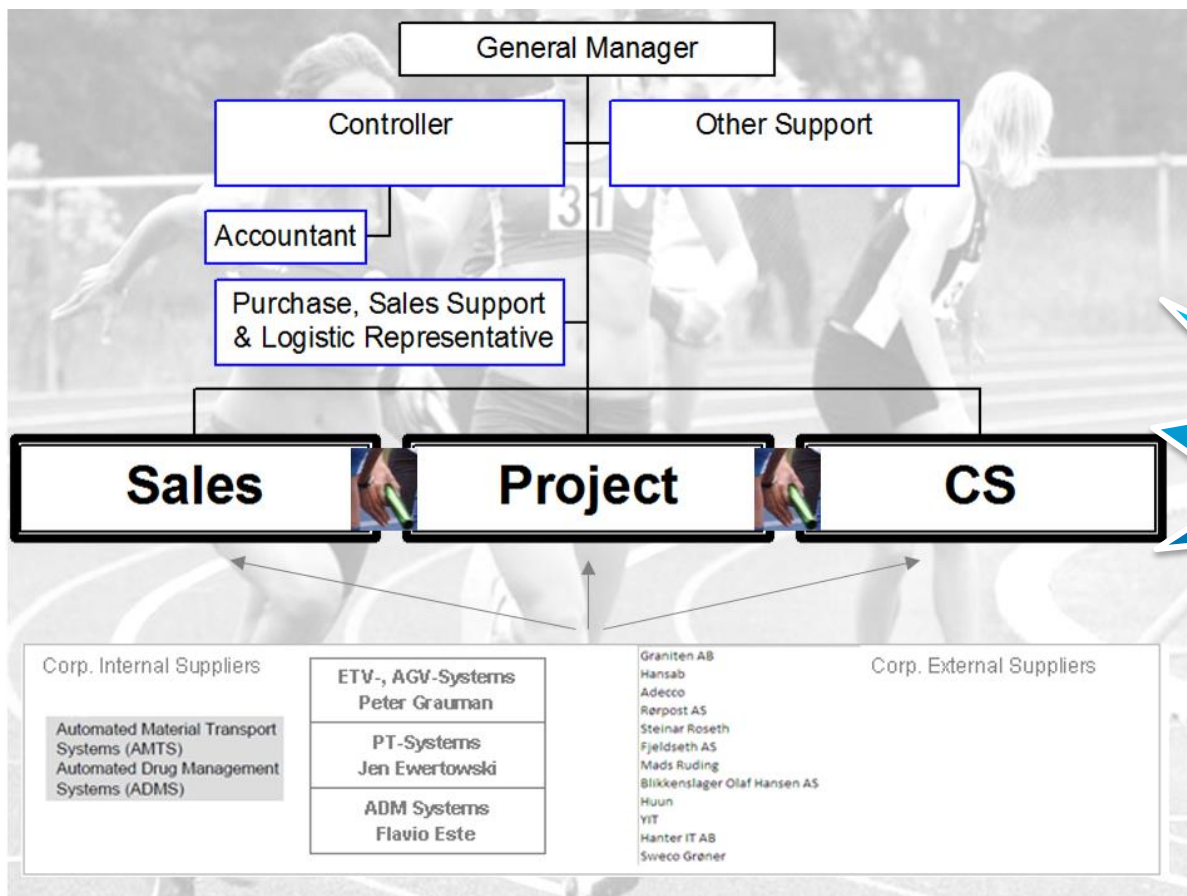 General Manager
Controller
Other Support
31
Accountant
Purchase, Sales Support
& Logistic Representative
Sales
Project
CS
Corp. Internal Suppliers
Automated Material Transport
Systems (AMTS)
Automated Drug Management
Systems (ADMS)
ETV-, AGV-Systems
Peter Grauman
PT-Systems
Jen Ewertowski
ADM Systems
Flavio Este
Graniten AB
Hansab
Adecco
Rørpost AS
Steinar Roseth
Fjeldseth AS
Mads Ruding
Blikkenslager Olaf Hansen AS
Huun
YIT
Hanter IT AB
Sweco Grøner
Corp. External Suppliers